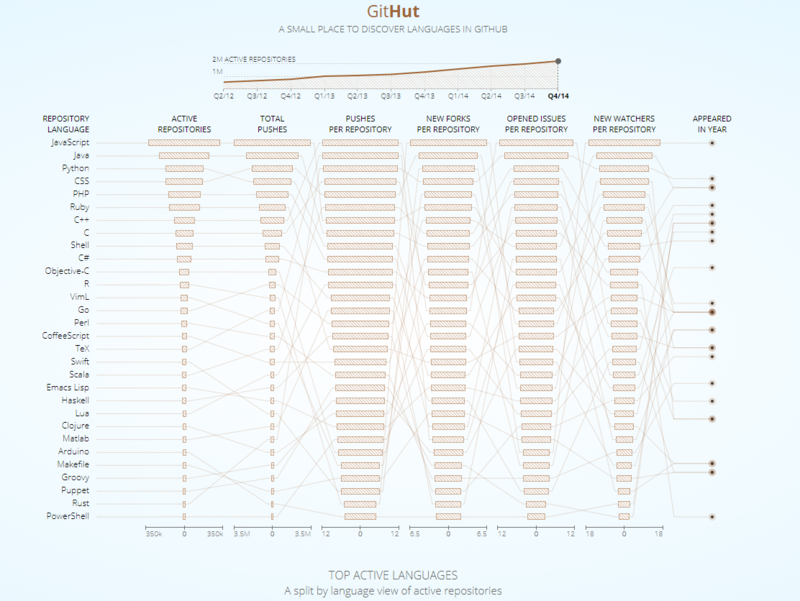 GitHut
A SMALL PLACE TO DISCOVER LANGUAGES IN GITHUB
2M ACTIVE REPOSITORIES
1M
Q2/12 Q3/12 Q4/12 Q1/13 Q2/13 Q3/13 Q4/13 Q1/14 Q2/14 Q3/14 Q4/14
REPOSITORY LANGUAGE
ACTIVE REPOSITORIES
TOTAL PUSHES
PUSHES PER REPOSITORY
NEW FORKS PER REPOSITORY
OPENED ISSUES PER REPOSITORY
NEW WATCHERS PER REPOSITORY
APPEARED IN YEAR
JavaScript
Java
Python
CSS
PHP
Ruby
C++
C
Shell
C#
Objective-C
R
VimL
Go
Perl
CoffeeScript
TeX
Swift
Scala
Emacs Lisp
Haskell
Lua
Clojure
Matlab
Arduino
Makefile
Groovy
Puppet
Rust
PowerShell
350k 0 350k 3.5M 0 3.5M 12 0 12 6.5 0 6.5 12 0 12 18 0 18
TOP ACTIVE LANGUAGES
A split by language view of active repositories